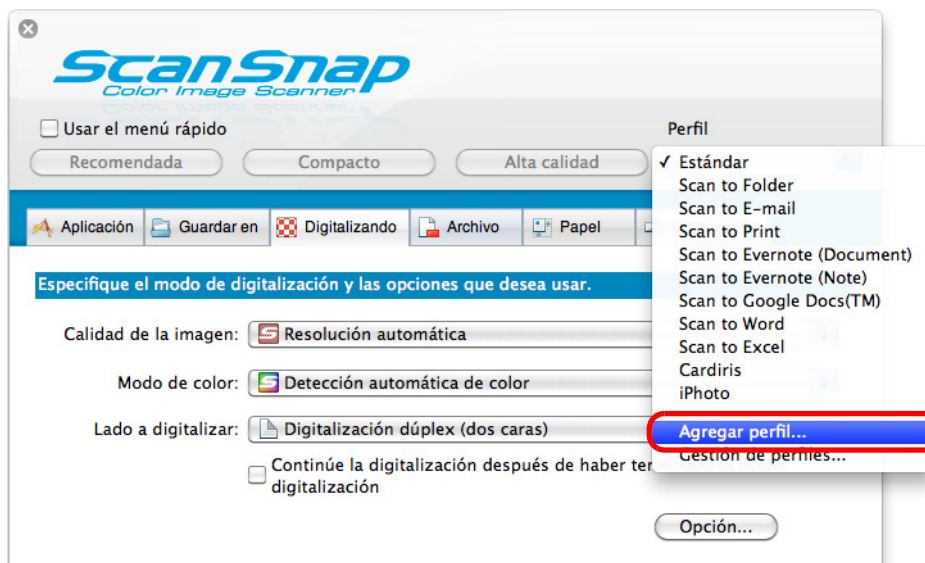 ScanSnap
Color Image Scanner
Usar el menú rápido
Perfil
Recomendada
Compacto
Alta calidad
✓ Estándar
Scan to Folder
Scan to E-mail
Scan to Print
Scan to Evernote (Document)
Scan to Evernote (Note)
Scan to Google Docs(TM)
Scan to Word
Scan to Excel
Cardiris
iPhoto
Agregar perfil...
Gestión de perfiles...
Aplicación
Guardar en
Digitalizando
Archivo
Papel
Especifique el modo de digitalización y las opciones que desea usar.
Calidad de la imagen: Resolución automática
Modo de color: Detección automática de color
Lado a digitalizar: Digitalización dúplex (dos caras)
Continúe la digitalización después de haber ter
digitalización
Opción...